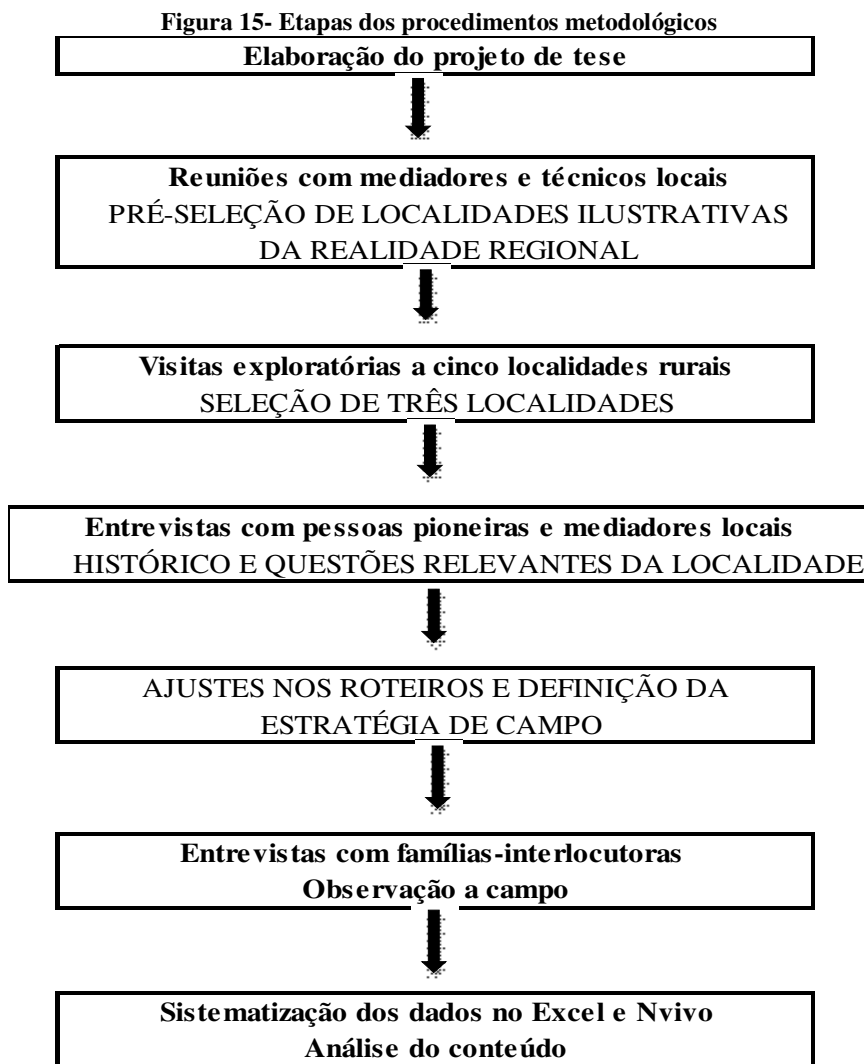 Figura 15- Etapas dos procedimentos metodológicos
Elaboração do projeto de tese
Reuniões com mediadores e técnicos locais
PRÉ-SELEÇÃO DE LOCALIDADES ILUSTRATIVAS
DA REALIDADE REGIONAL
Visitas exploratórias a cinco localidades rurais
SELEÇÃO DE TRÊS LOCALIDADES
Entrevistas com pessoas pioneiras e mediadores locais
HISTÓRICO E QUESTÕES RELEVANTES DA LOCALIDADE
AJUSTES NOS ROTEIROS E DEFINIÇÃO DA
ESTRATÉGIA DE CAMPO
Entrevistas com famílias-interlocutoras
Observação a campo
Sistematização dos dados no Excel e Nvivo
Análise do conteúdo